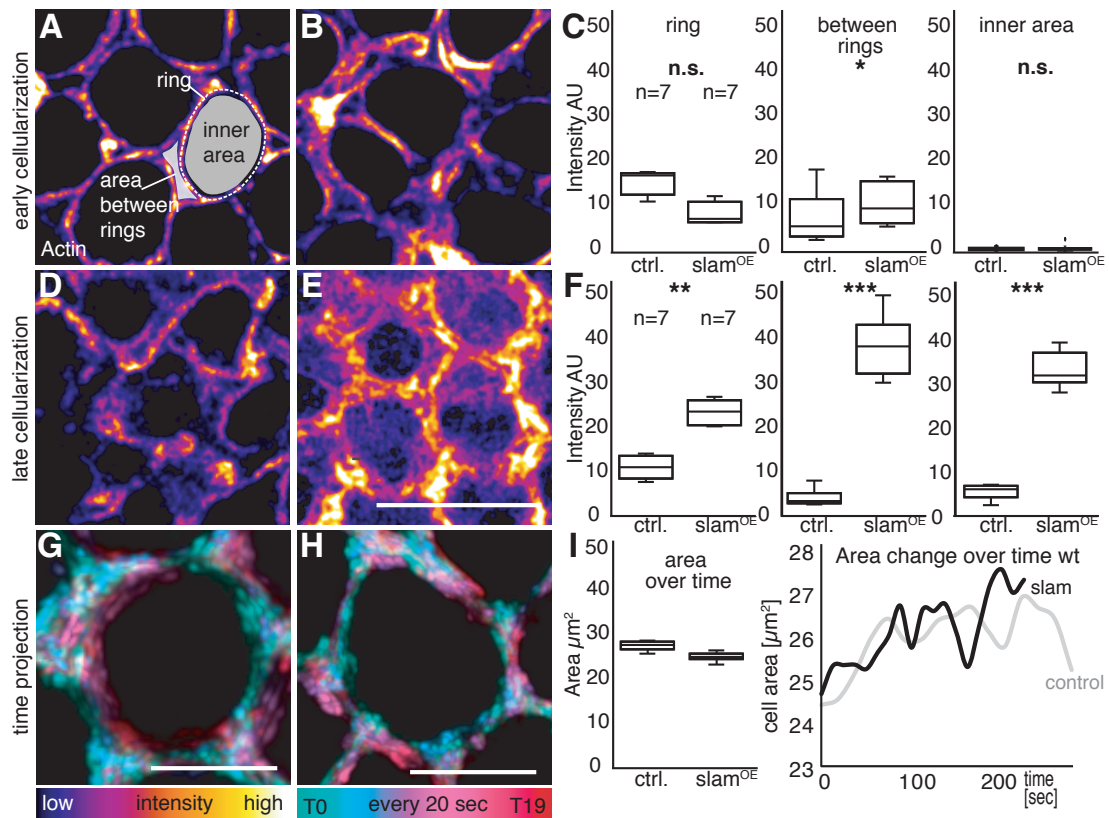 A
ring
inner
area
area
between
rings
Actin
early cellularization
B
C
ring
n.s.
n=7 n=7
between
rings
*
inner area
n.s.
Intensity AU
50
40
30
20
10
0
50
40
30
20
10
0
50
40
30
20
10
0
ctrl. slam^OE
ctrl. slam^OE
ctrl. slam^OE
D
late cellularization
E
F
**
n=7 n=7
***
***
Intensity AU
50
40
30
20
10
0
50
40
30
20
10
0
50
40
30
20
10
0
ctrl. slam^OE
ctrl. slam^OE
ctrl. slam^OE
G
time projection
low intensity high
H
T0 every 20 sec T19
I
area
over time
Area µm²
50
40
30
20
10
0
ctrl. slam^OE
Area change over time wt
slam
control
cell area [µm²]
28
27
26
25
24
23
0 100 200 time
[sec]